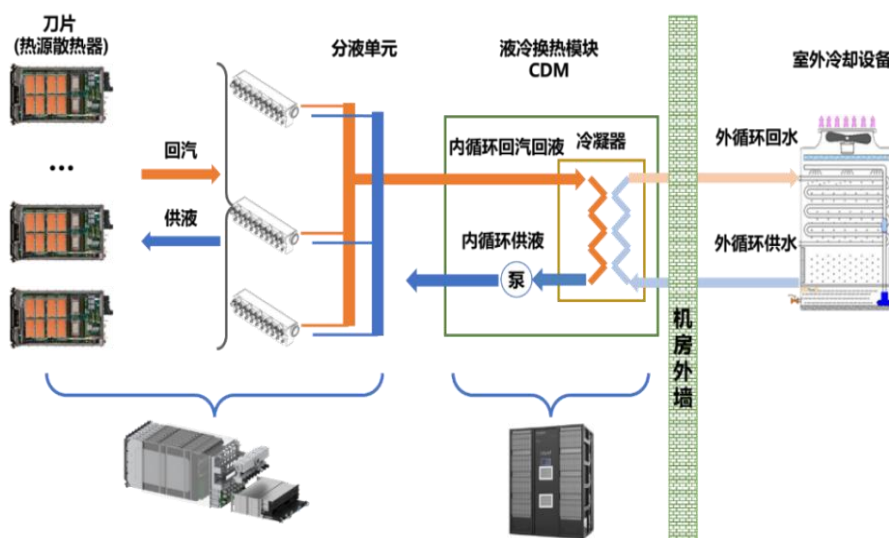 刀片
(热源散热器)
分液单元
液冷换热模块
CDM
室外冷却设备
回汽
供液
内循环回汽回液
冷凝器
内循环供液
泵
外循环回水
外循环供水
机房外墙
...